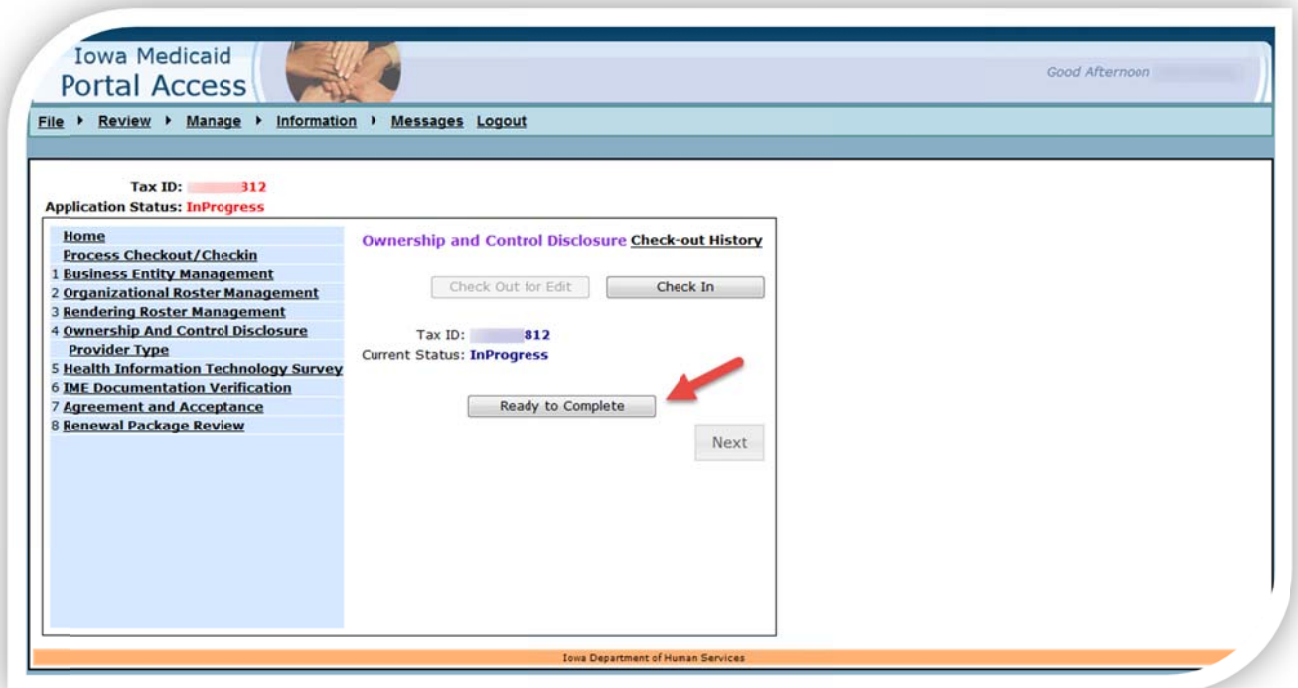 Iowa Medicaid
Portal Access
Good Afternoon
File Review Manage Information Messages Logout
Tax ID: 812
Application Status: InProgress
Home
Process Checkout/Checkin
1 Business Entity Management
2 Organizational Roster Management
3 Rendering Roster Management
4 Ownership And Control Disclosure
Provider Type
5 Health Information Technology Survey
6 IME Documentation Verification
7 Agreement and Acceptance
8 Renewal Package Review
Ownership and Control Disclosure Check-out History
Check Out for Edit Check In
Tax ID: 812
Current Status: InProgress
Ready to Complete
Next
Iowa Department of Human Services